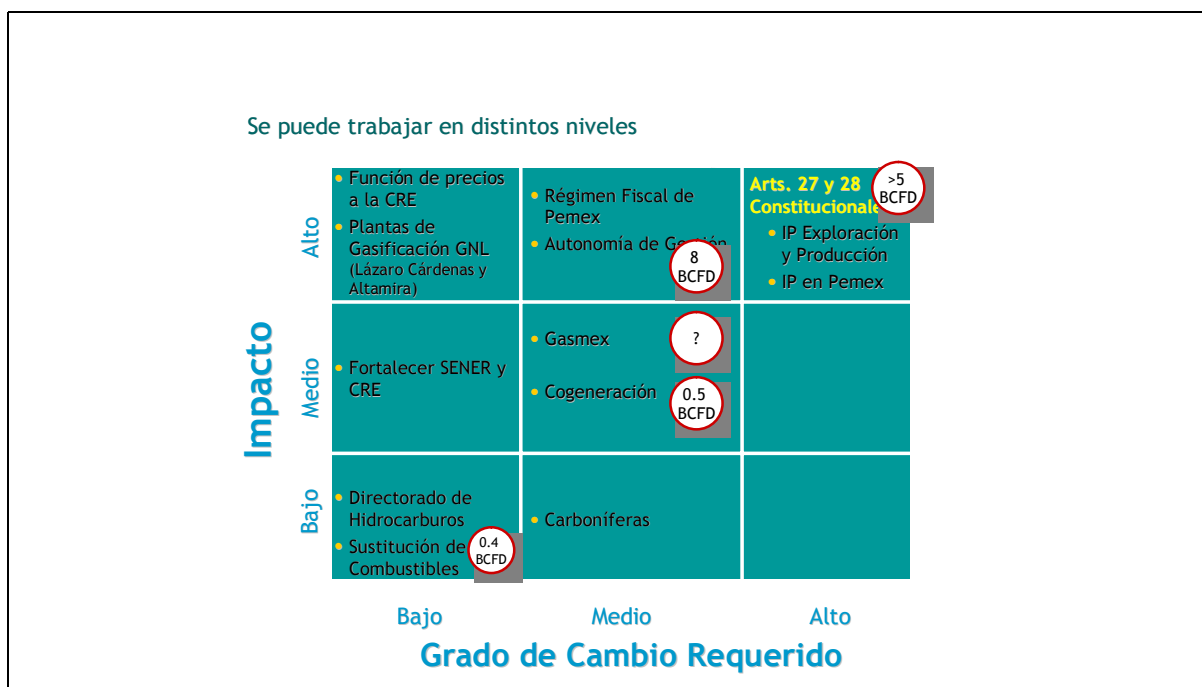 Se puede trabajar en distintos niveles
Impacto
Alto
• Función de precios
a la CRE
• Plantas de
Gasificación GNL
(Lázaro Cárdenas y
Altamira)
• Régimen Fiscal de
Pemex
• Autonomía de Gestión
8
BCFD
Arts. 27 y 28
Constitucionale
>5
BCFD
• IP Exploración
y Producción
• IP en Pemex
Medio
• Fortalecer SENER y
CRE
• Gasmex
?
• Cogeneración
0.5
BCFD
Bajo
• Directorado de
Hidrocarburos
• Sustitución de
Combustibles
0.4
BCFD
• Carboníferas
Bajo
Medio
Alto
Grado de Cambio Requerido